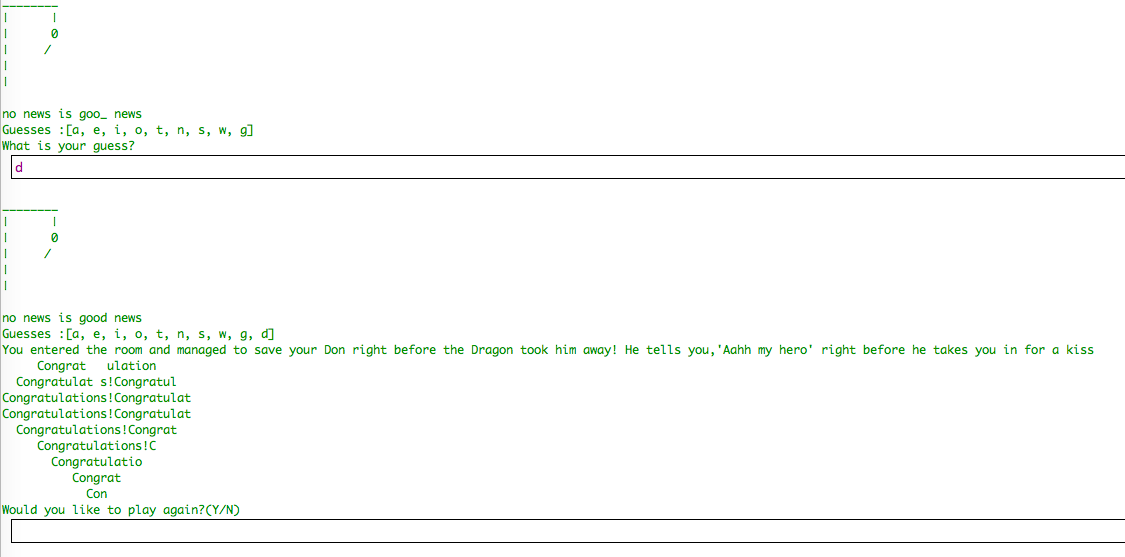 ________
|      |
|      0
|     /
|
|
no news is goo_ news
Guesses :[a, e, i, o, t, n, s, w, g]
What is your guess?
d
________
|      |
|      0
|     /
|
|
no news is good news
Guesses :[a, e, i, o, t, n, s, w, g, d]
You entered the room and managed to save your Don right before the Dragon took him away! He tells you,'Aahh my hero' right before he takes you in for a kiss
     Congrat   ulation
  Congratulat s!Congratul
Congratulations!Congratulat
Congratulations!Congratulat
  Congratulations!Congrat
     Congratulations!C
       Congratulatio
          Congrat
            Con
Would you like to play again?(Y/N)